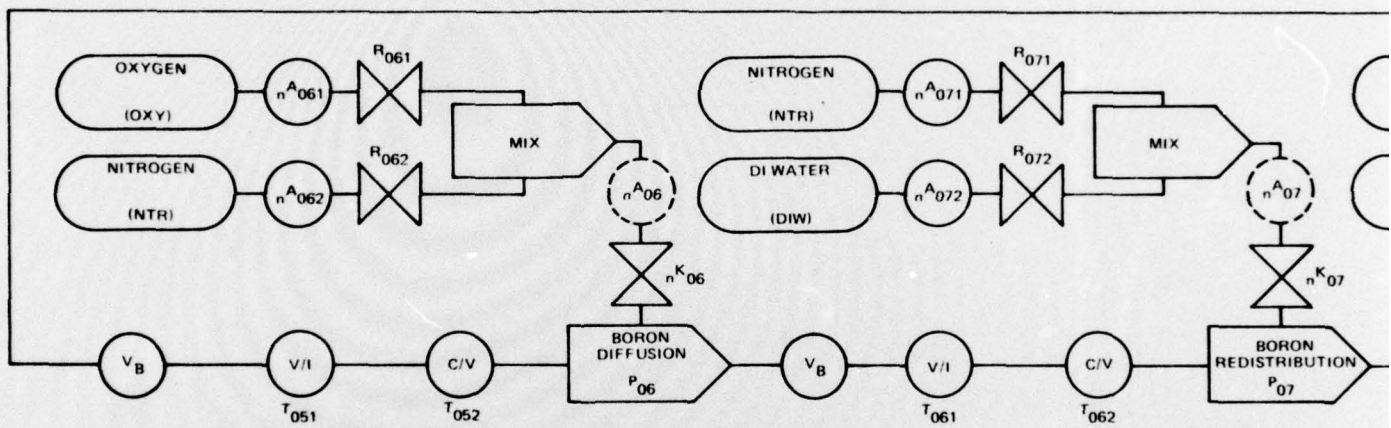 OXYGEN
(OXY)
nA061
R061
MIX
NITROGEN
(NTR)
nA062
R062
nA06
nK06
NITROGEN
(NTR)
nA071
R071
MIX
DI WATER
(DIW)
nA072
R072
nA07
nK07
VB
V/I
T051
C/V
T052
BORON
DIFFUSION
P06
VB
V/I
T061
C/V
T062
BORON
REDISTRIBUTION
P07